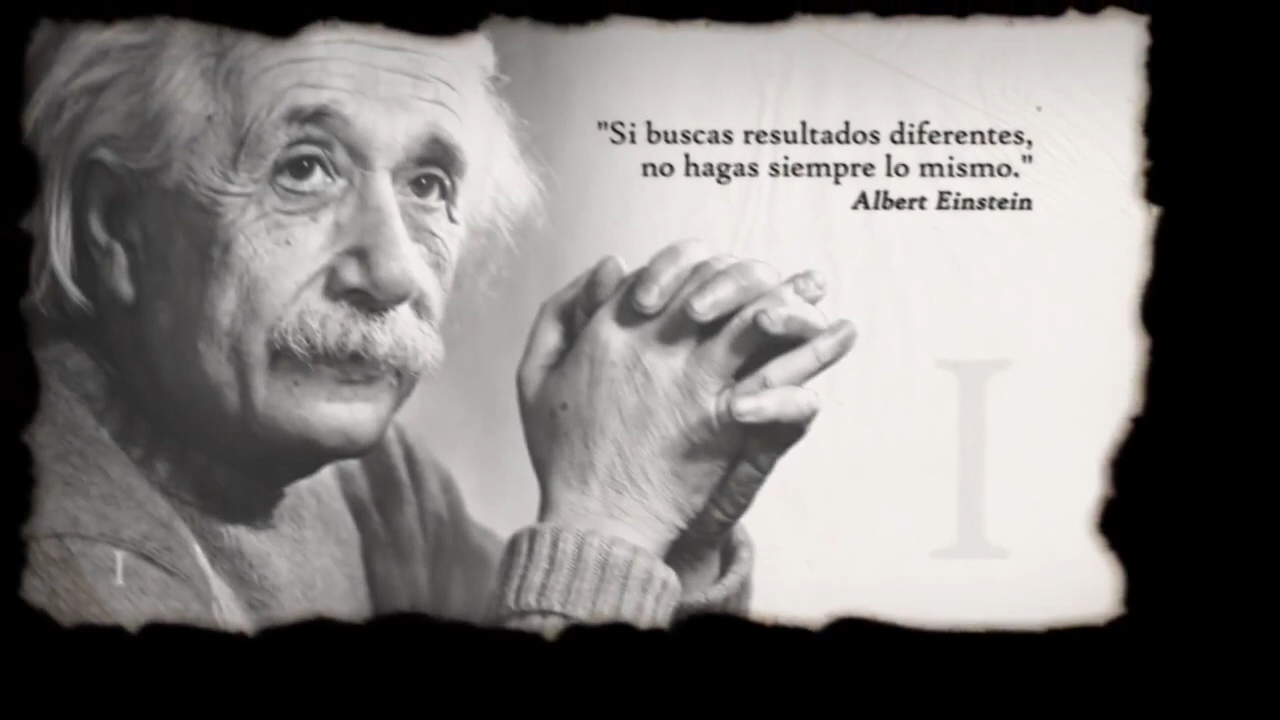 "Si buscas resultados diferentes,
no hagas siempre lo mismo."
Albert Einstein
I
I